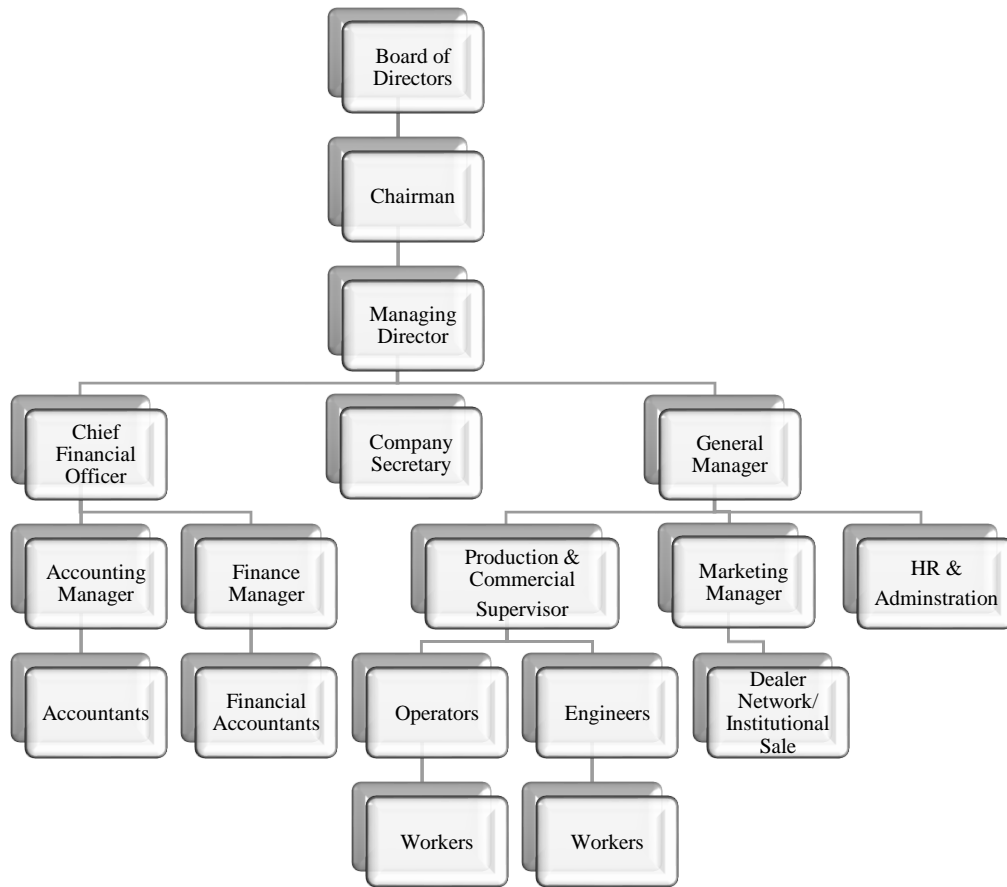 Board of
Directors
Chairman
Managing
Director
Chief
Financial
Officer
Company
Secretary
General
Manager
Accounting
Manager
Finance
Manager
Production &
Commercial
Supervisor
Marketing
Manager
HR &
Adminstration
Accountants
Financial
Accountants
Operators
Engineers
Dealer
Network/
Institutional
Sale
Workers
Workers